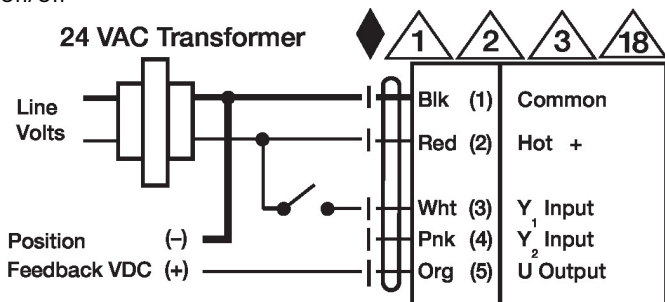 24 VAC Transformer
1 2 3 18
Line
Volts
Blk (1) Common
Red (2) Hot +
Wht (3) Y1 Input
Pnk (4) Y2 Input
Org (5) U Output
Position (–)
Feedback VDC (+)